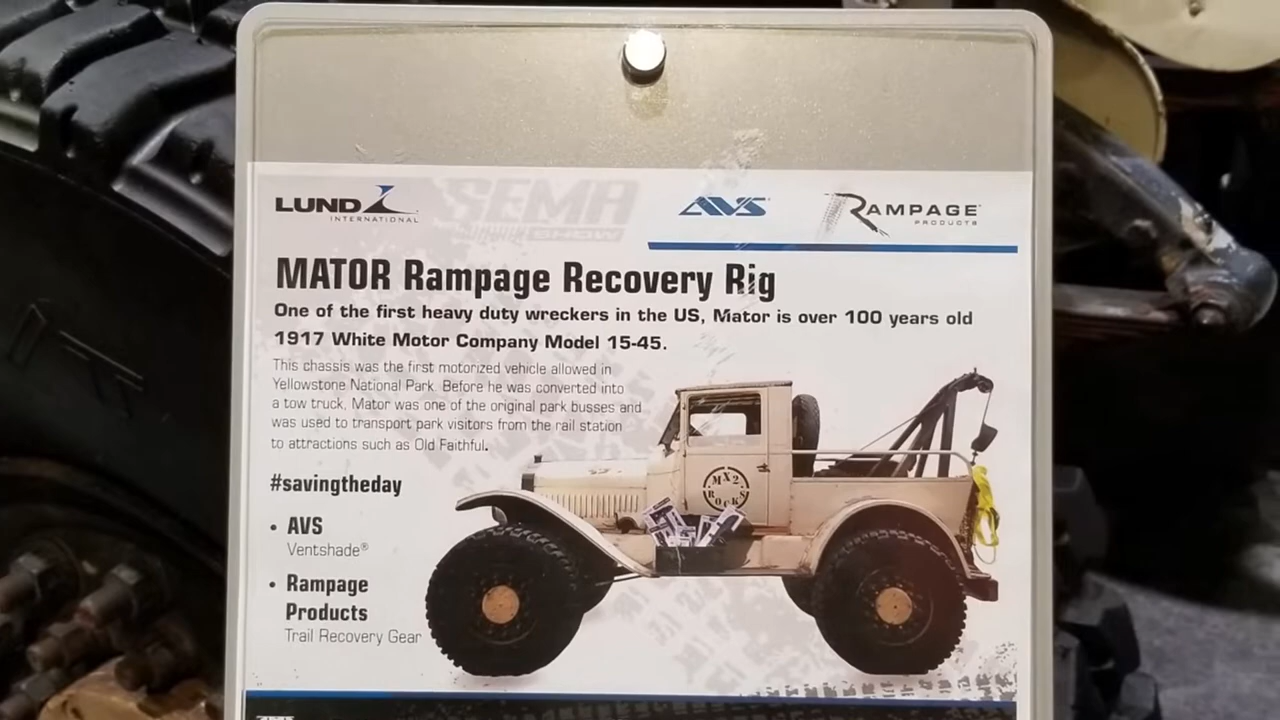 LUND
INTERNATIONAL
SEMA
SHOW
AVS
RAMPAGE
PRODUCTS
MATOR Rampage Recovery Rig
One of the first heavy duty wreckers in the US, Mator is over 100 years old
1917 White Motor Company Model 15-45.
This chassis was the first motorized vehicle allowed in
Yellowstone National Park. Before he was converted into
a tow truck, Mator was one of the original park busses and
was used to transport park visitors from the rail station
to attractions such as Old Faithful.
#savingtheday
• AVS
Ventshade®
• Rampage
Products
Trail Recovery Gear
MX2
ROCKS